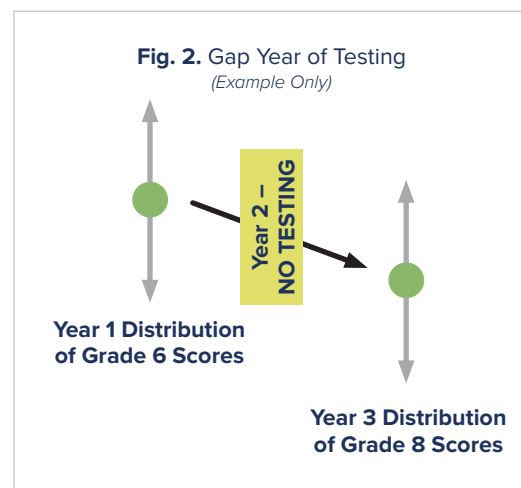 Fig. 2. Gap Year of Testing
(Example Only)
Year 2 –
NO TESTING
Year 1 Distribution
of Grade 6 Scores
Year 3 Distribution
of Grade 8 Scores